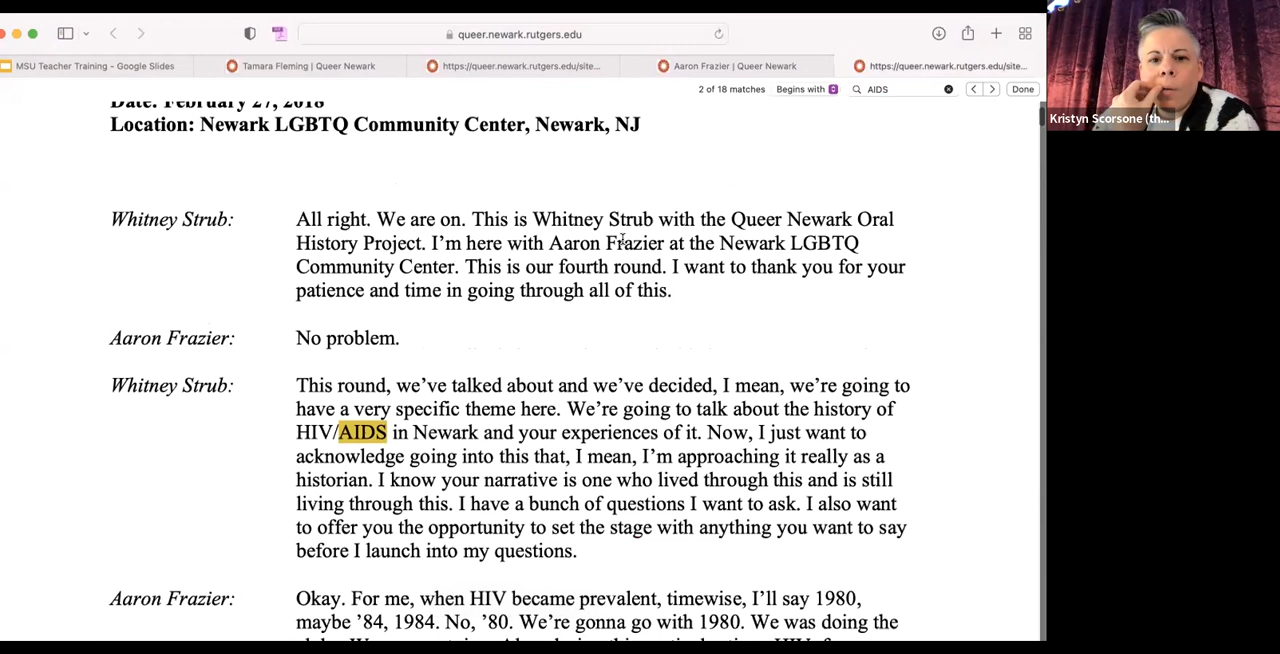 queer.newark.rutgers.edu
MSU Teacher Training - Google Slides
Tamara Fleming | Queer Newark
https://queer.newark.rutgers.edu/site...
Aaron Frazier | Queer Newark
https://queer.newark.rutgers.edu/site...
2 of 18 matches
Begins with
AIDS
Done
Kristyn Scorsone (th...
Date: February 27, 2018
Location: Newark LGBTQ Community Center, Newark, NJ
Whitney Strub: All right. We are on. This is Whitney Strub with the Queer Newark Oral
History Project. I'm here with Aaron Frazier at the Newark LGBTQ
Community Center. This is our fourth round. I want to thank you for your
patience and time in going through all of this.
Aaron Frazier: No problem.
Whitney Strub: This round, we've talked about and we've decided, I mean, we're going to
have a very specific theme here. We're going to talk about the history of
HIV/AIDS in Newark and your experiences of it. Now, I just want to
acknowledge going into this that, I mean, I'm approaching it really as a
historian. I know your narrative is one who lived through this and is still
living through this. I have a bunch of questions I want to ask. I also want
to offer you the opportunity to set the stage with anything you want to say
before I launch into my questions.
Aaron Frazier: Okay. For me, when HIV became prevalent, timewise, I'll say 1980,
maybe '84, 1984. No, '80. We're gonna go with 1980. We was doing the